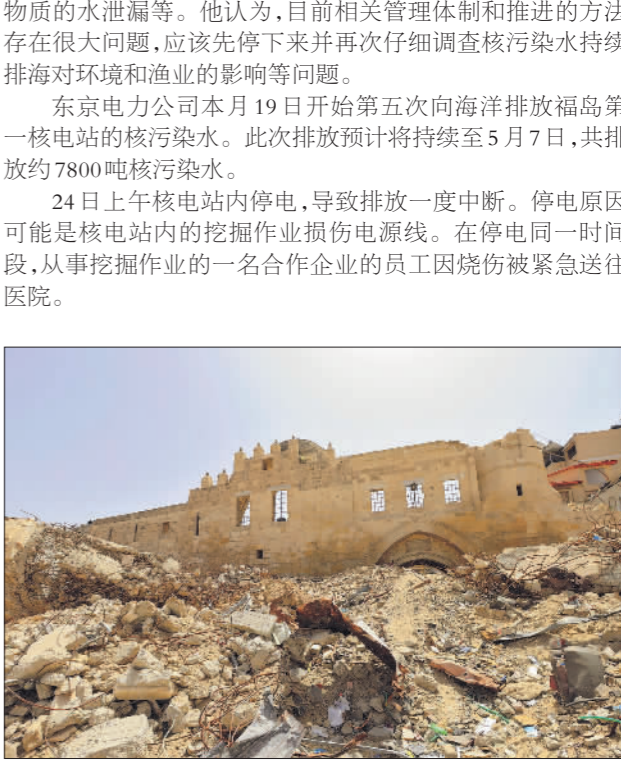 物质的水泄漏等。他认为,目前相关管理体制和推进的方法
存在很大问题,应该先停下来并再次仔细调查核污染水持续
排海对环境和渔业的影响等问题。
东京电力公司本月19日开始第五次向海洋排放福岛第
一核电站的核污染水。此次排放预计将持续至5月7日,共排
放约7800吨核污染水。
24日上午核电站内停电,导致排放一度中断。停电原因
可能是核电站内的挖掘作业损伤电源线。在停电同一时间
段,从事挖掘作业的一名合作企业的员工因烧伤被紧急送往
医院。